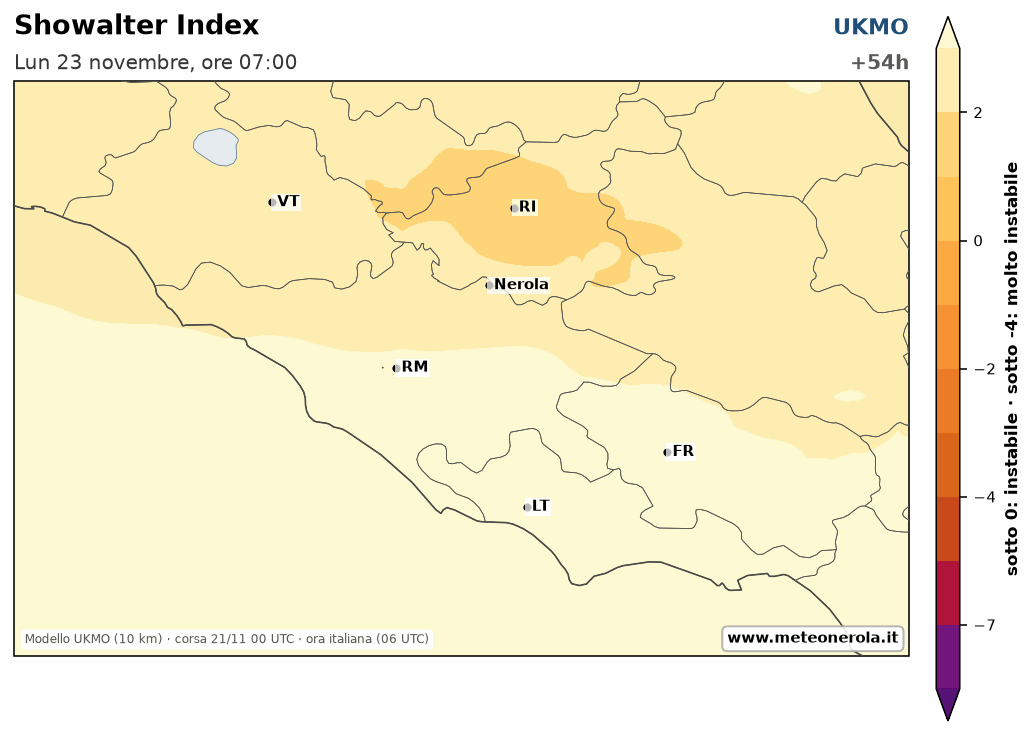 Showalter Index
UKMO
Lun 23 novembre, ore 07:00
+54h
VT
RI
Nerola
RM
FR
LT
Modello UKMO (10 km) · corsa 21/11 00 UTC · ora italiana (06 UTC)
www.meteonerola.it
2
0
−2
−4
−7
sotto 0: instabile · sotto -4: molto instabile